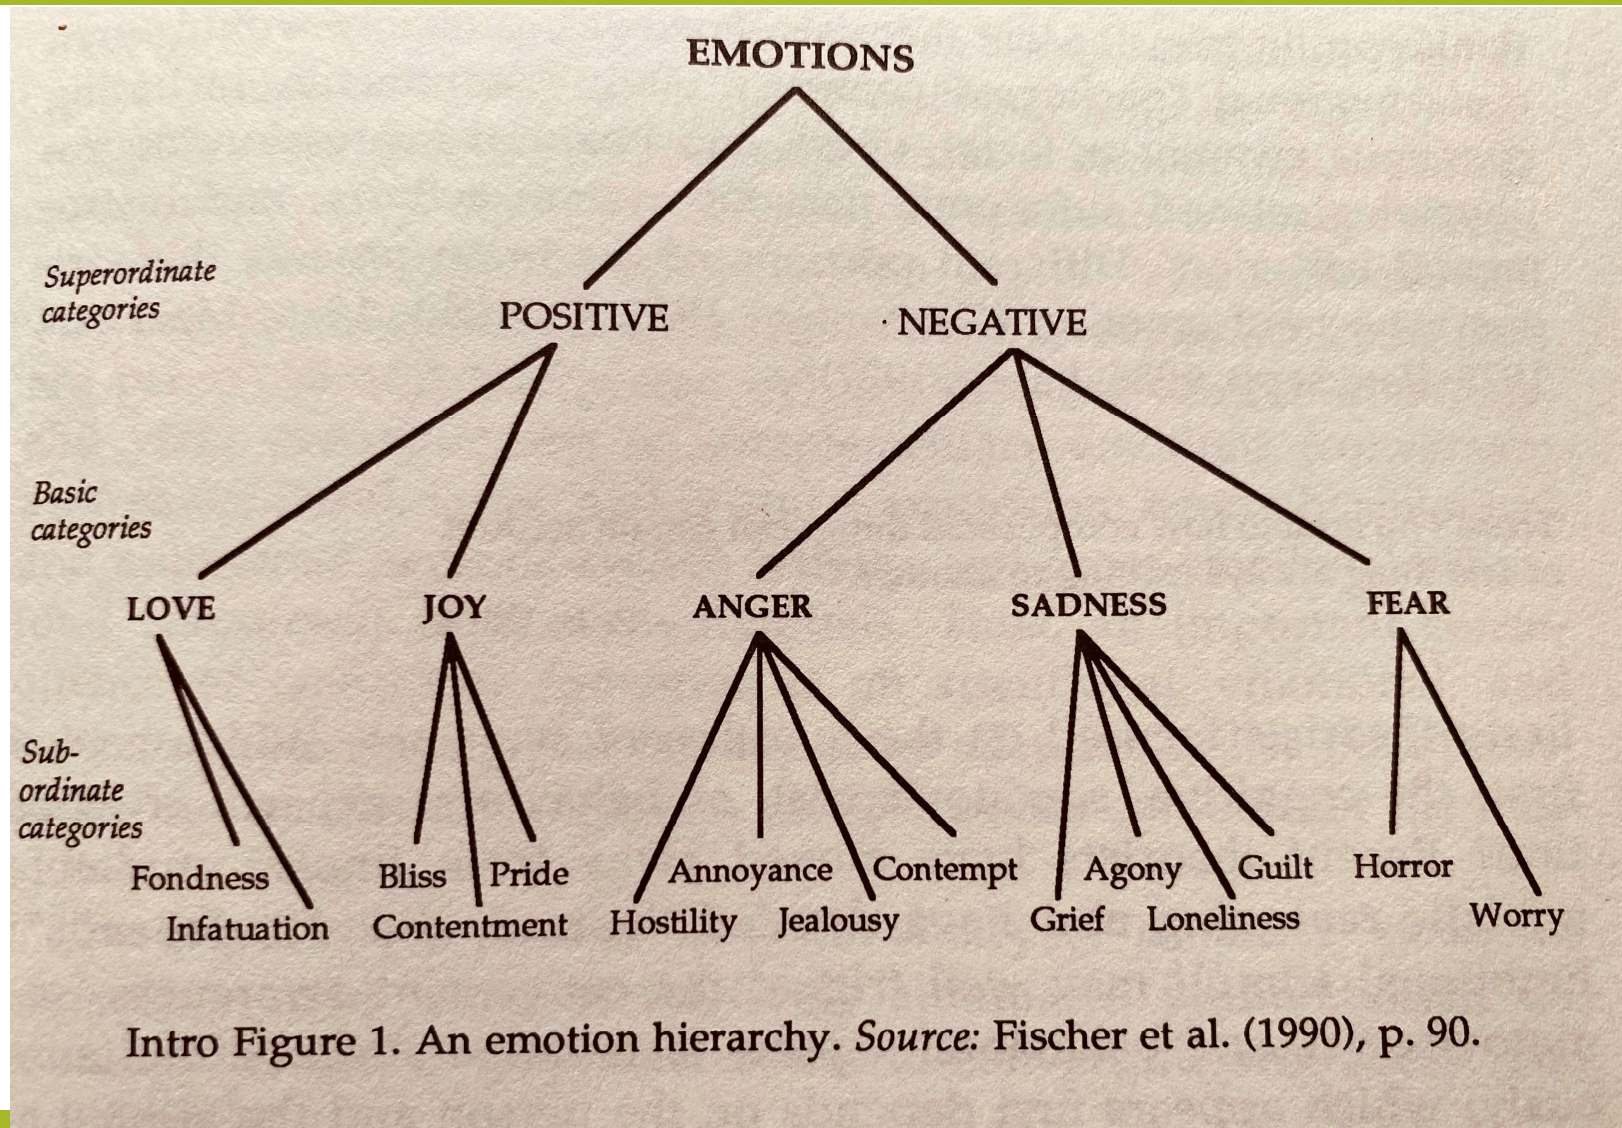 EMOTIONS
Superordinate
categories
POSITIVE
NEGATIVE
Basic
categories
LOVE
JOY
ANGER
SADNESS
FEAR
Sub-
ordinate
categories
Fondness
Infatuation
Bliss
Pride
Contentment
Annoyance
Contempt
Hostility
Jealousy
Agony
Guilt
Grief
Loneliness
Horror
Worry
Intro Figure 1. An emotion hierarchy. Source: Fischer et al. (1990), p. 90.